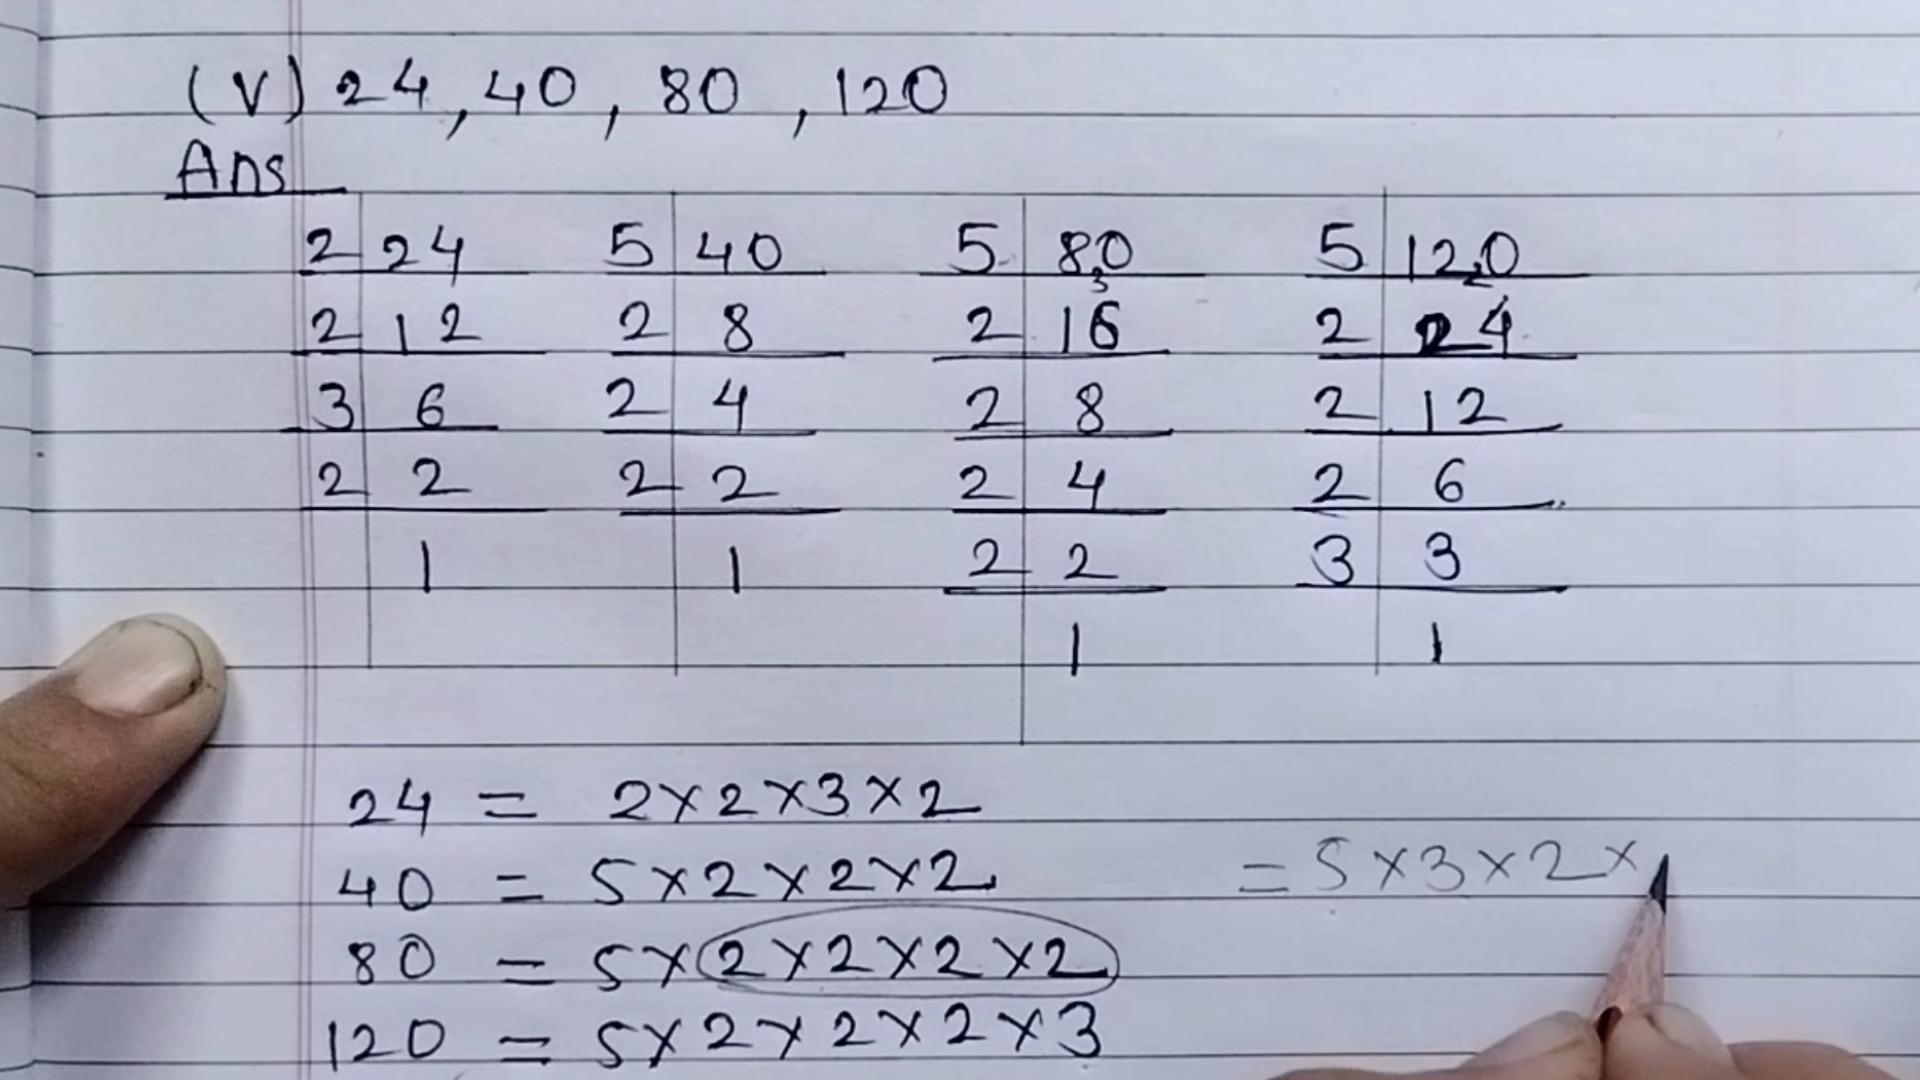 (V) 24, 40, 80, 120
Ans
2 24 5 40 5 80 5 120
3 2
2 12 2 8 2 16 2 24
3 6 2 4 2 8 2 12
2 2 2 2 2 4 2 6
1 1 2 2 3 3
1 1
24 = 2×2×3×2
40 = 5×2×2×2 = 5×3×2×
80 = 5×2×2×2×2
120 = 5×2×2×2×3